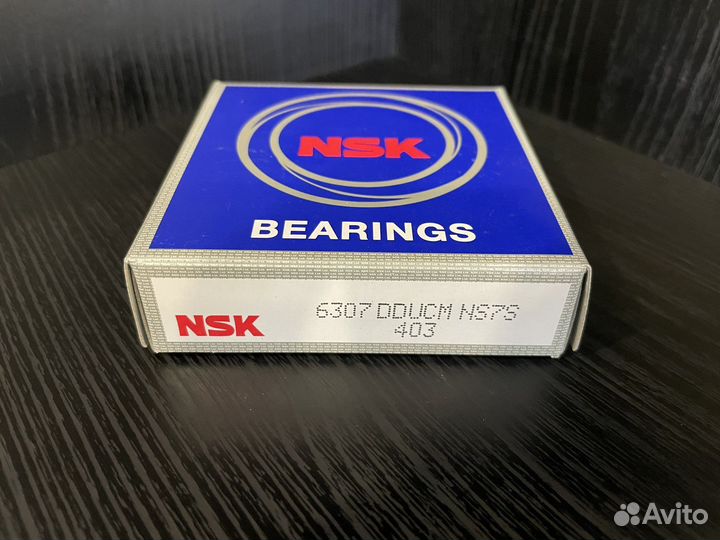 NSK
BEARINGS
NSK
6307 DDUCM NS7S
403
Avito